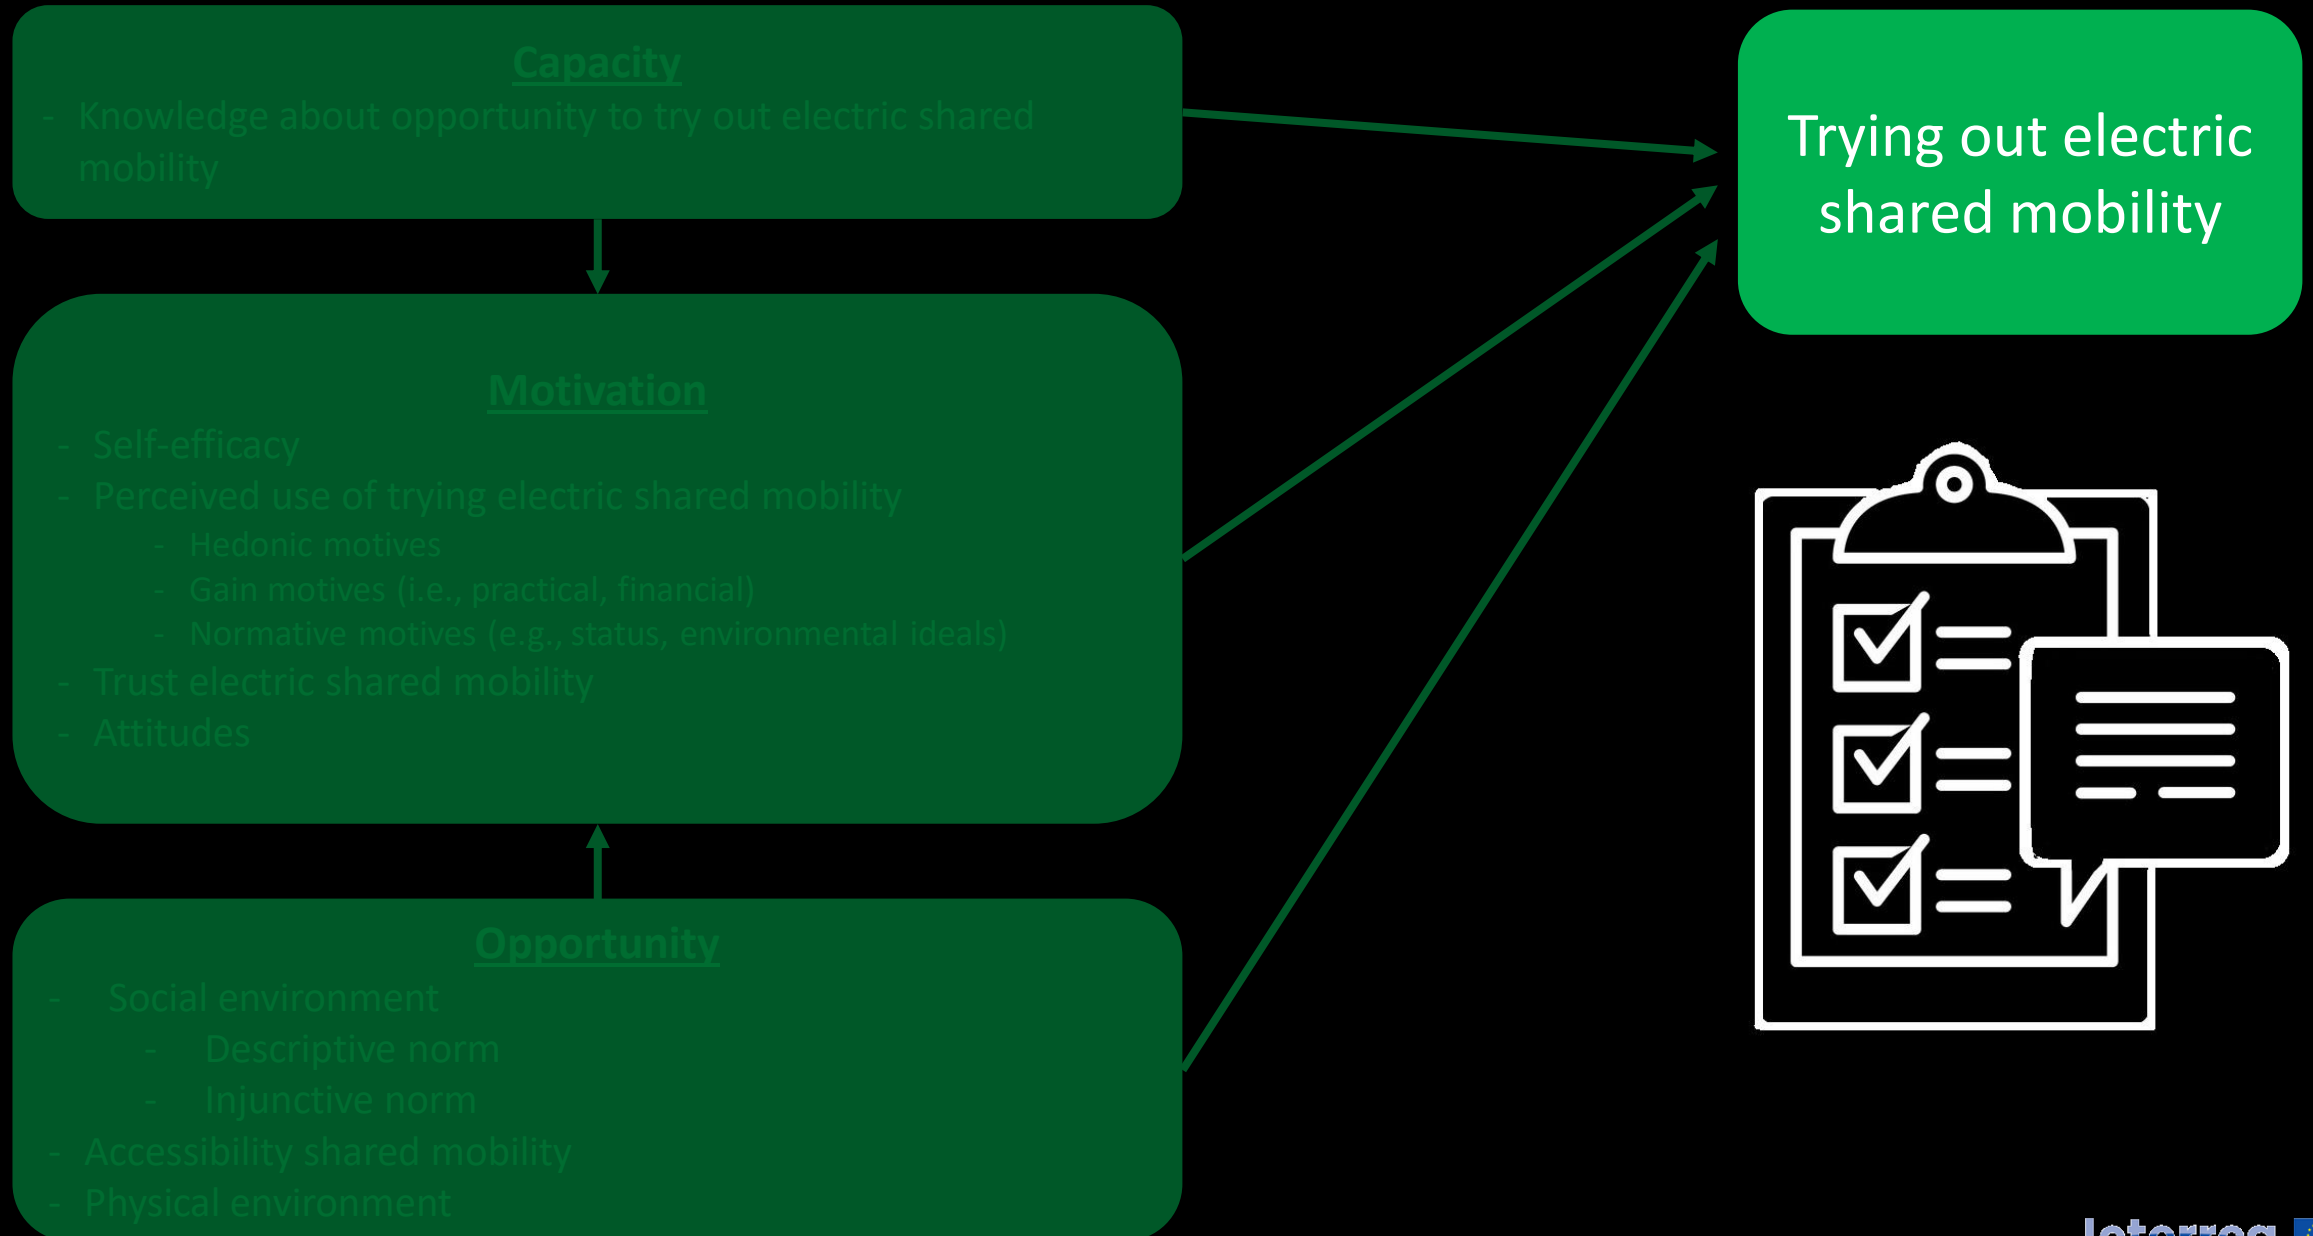 Capacity
- Knowledge about opportunity to try out electric shared
mobility
Motivation
- Self-efficacy
- Perceived use of trying electric shared mobility
- Hedonic motives
- Gain motives (i.e., practical, financial)
- Normative motives (e.g., status, environmental ideals)
- Trust electric shared mobility
- Attitudes
Opportunity
- Social environment
- Descriptive norm
- Injunctive norm
- Accessibility shared mobility
- Physical environment
Trying out electric
shared mobility
Interreg